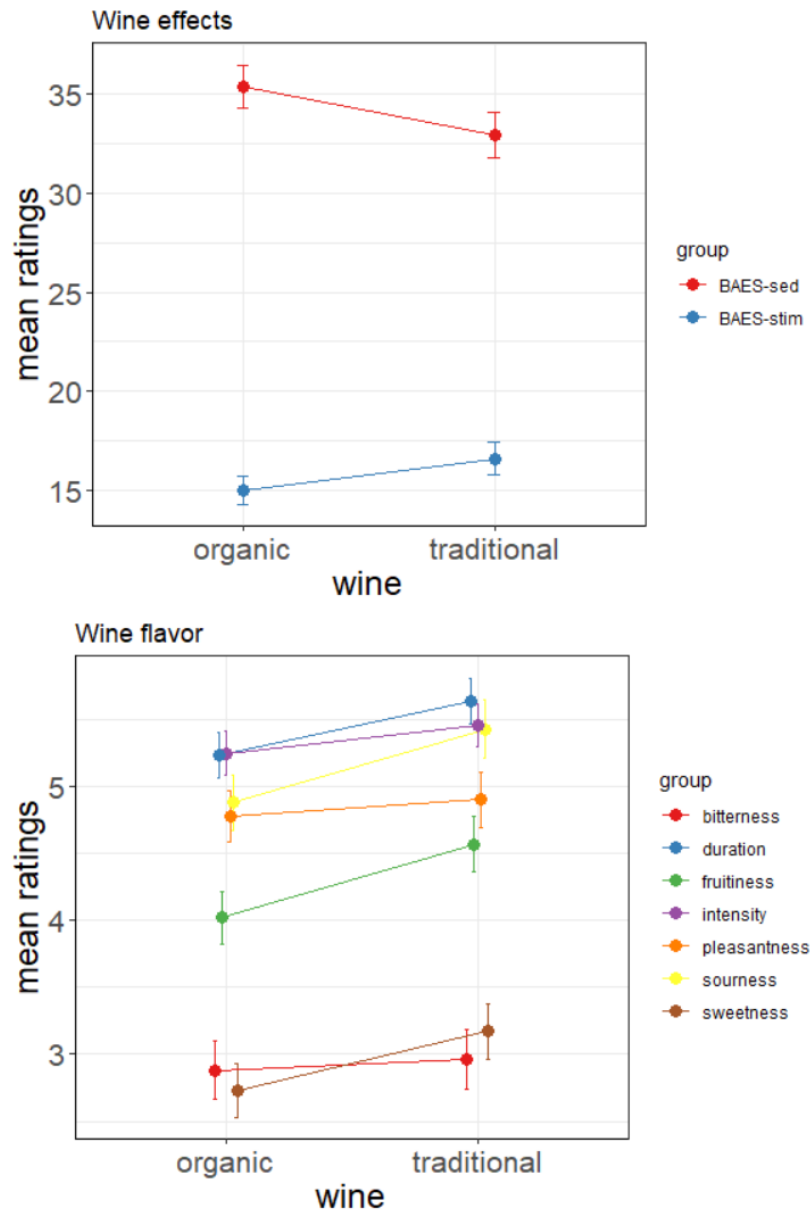 Wine effects
mean ratings
35
30
25
20
15
organic traditional
wine
group
BAES-sed
BAES-stim
Wine flavor
mean ratings
5
4
3
organic traditional
wine
group
bitterness
duration
fruitiness
intensity
pleasantness
sourness
sweetness